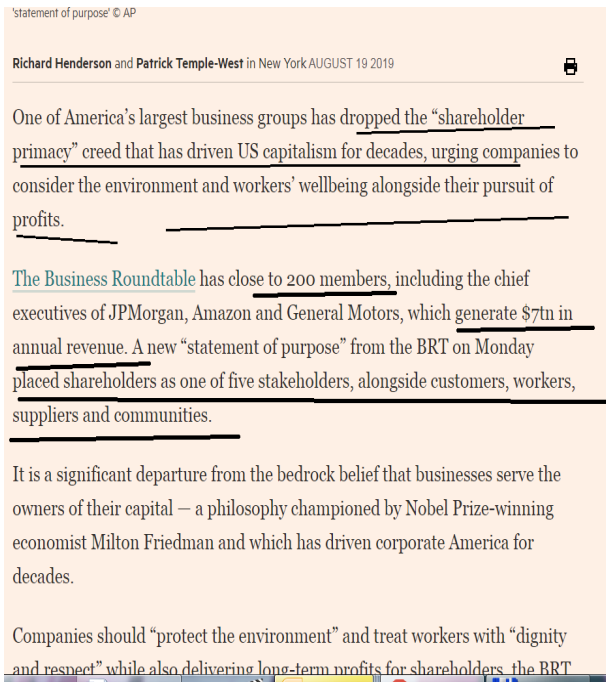 'statement of purpose' © AP
Richard Henderson and Patrick Temple-West in New York AUGUST 19 2019
One of America's largest business groups has dropped the “shareholder
primacy” creed that has driven US capitalism for decades, urging companies to
consider the environment and workers' wellbeing alongside their pursuit of
profits.
The Business Roundtable has close to 200 members, including the chief
executives of JPMorgan, Amazon and General Motors, which generate $7tn in
annual revenue. A new “statement of purpose” from the BRT on Monday
placed shareholders as one of five stakeholders, alongside customers, workers,
suppliers and communities.
It is a significant departure from the bedrock belief that businesses serve the
owners of their capital — a philosophy championed by Nobel Prize-winning
economist Milton Friedman and which has driven corporate America for
decades.
Companies should “protect the environment” and treat workers with “dignity
and respect” while also delivering long-term profits for shareholders, the BRT